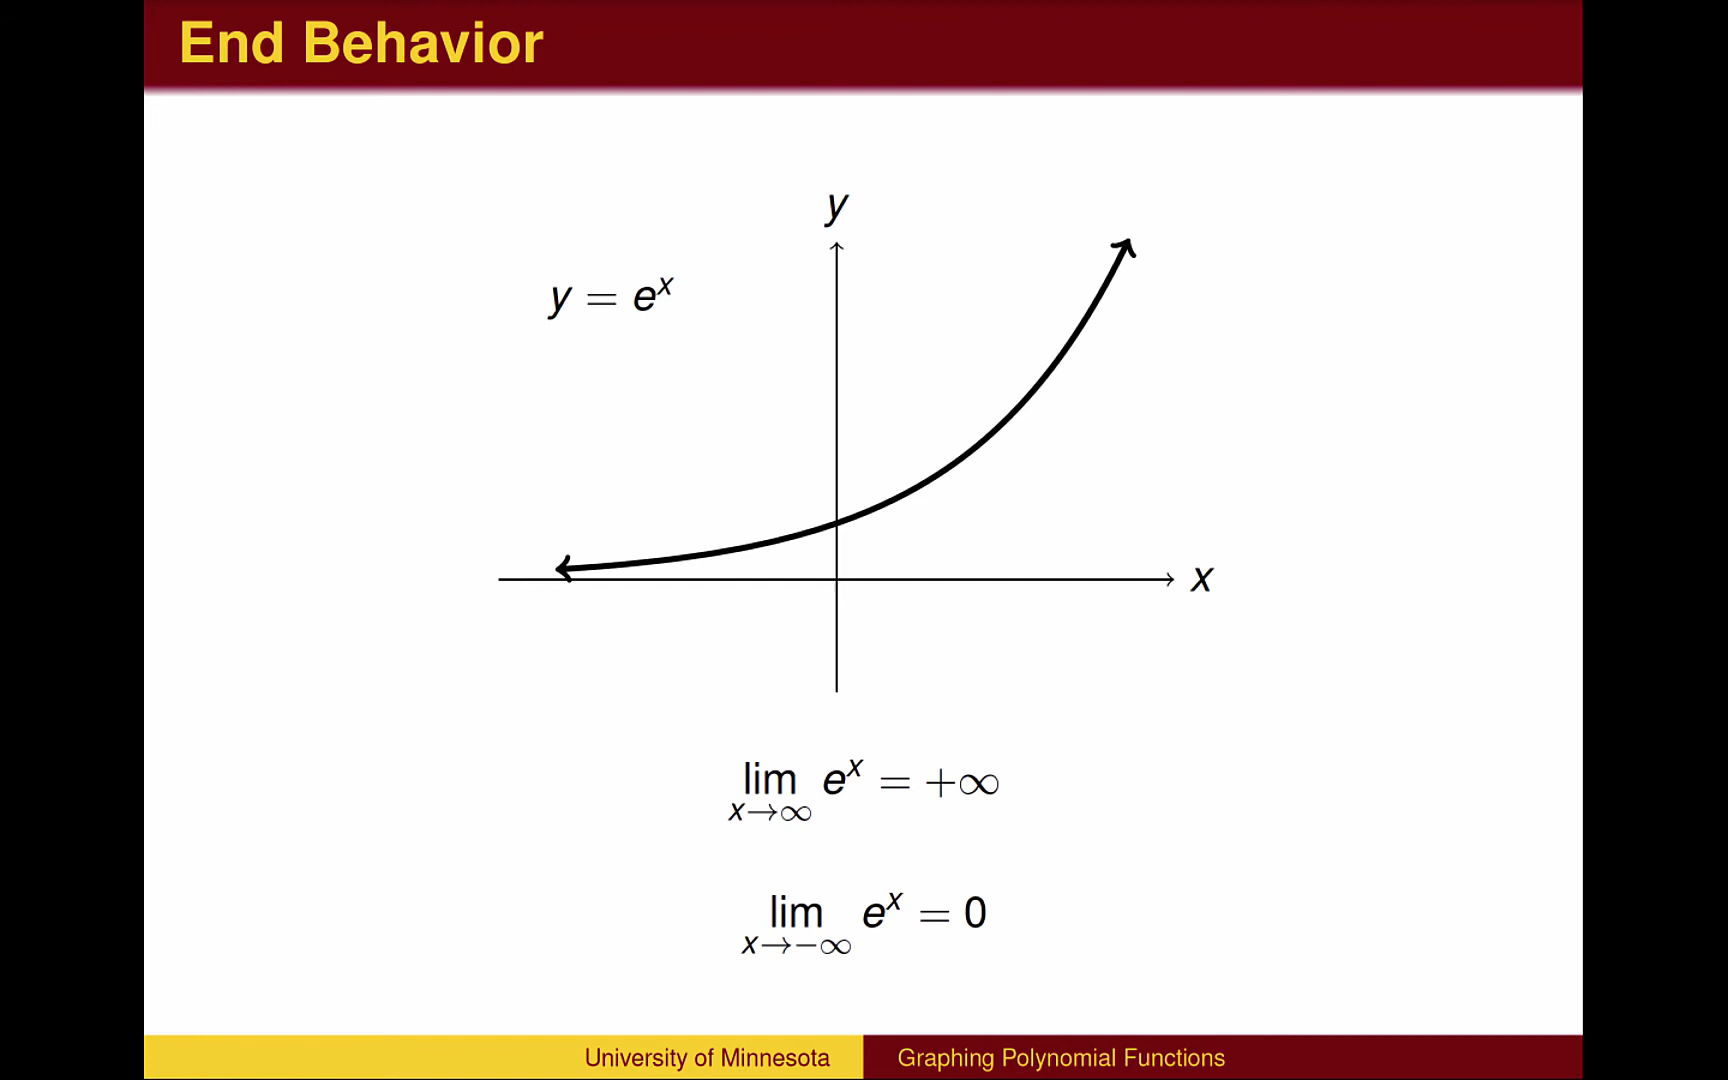 End Behavior
y
y = e^x
x
lim e^x = +∞
x→∞
lim e^x = 0
x→−∞
University of Minnesota
Graphing Polynomial Functions